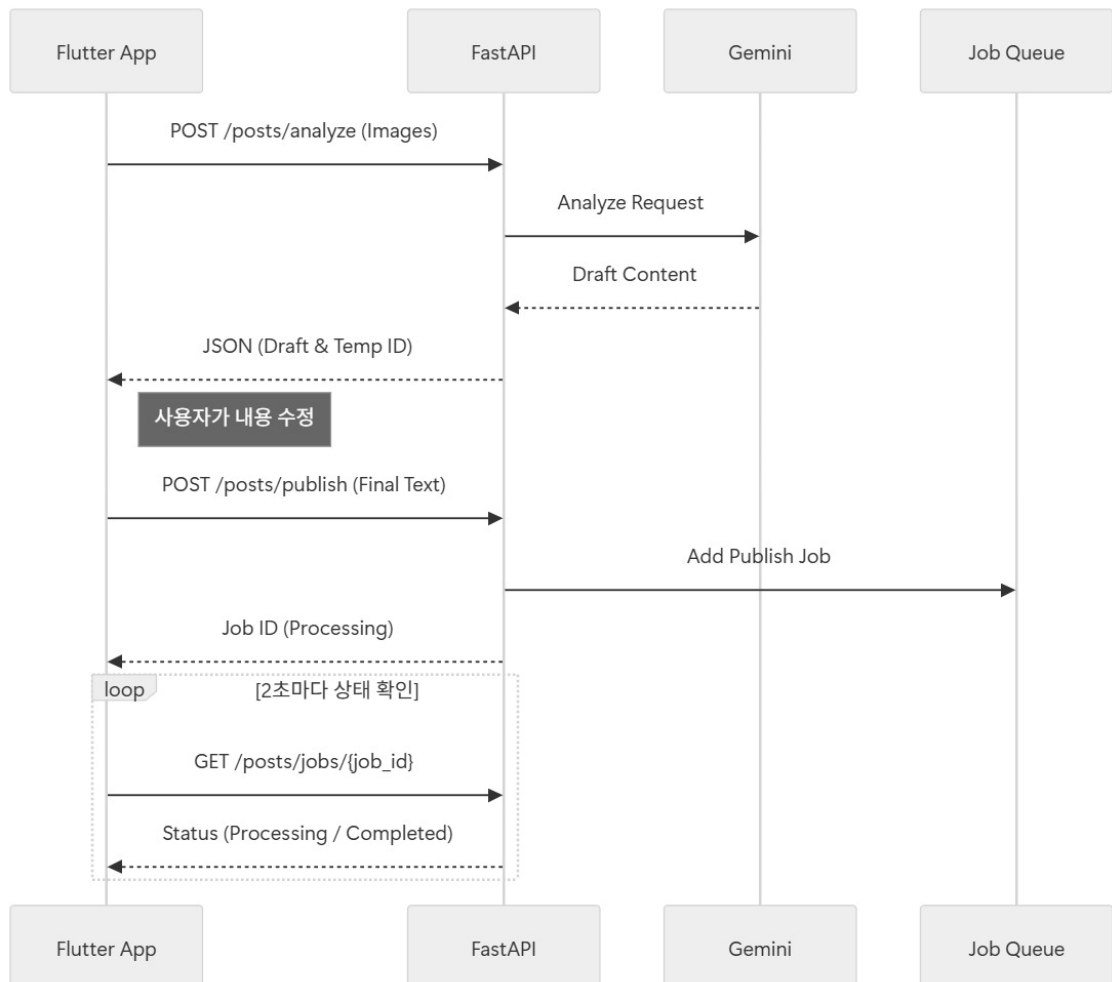 Flutter App
FastAPI
Gemini
Job Queue
POST /posts/analyze (Images)
Analyze Request
Draft Content
JSON (Draft & Temp ID)
사용자가 내용 수정
POST /posts/publish (Final Text)
Add Publish Job
Job ID (Processing)
loop
[2초마다 상태 확인]
GET /posts/jobs/{job_id}
Status (Processing / Completed)
Flutter App
FastAPI
Gemini
Job Queue